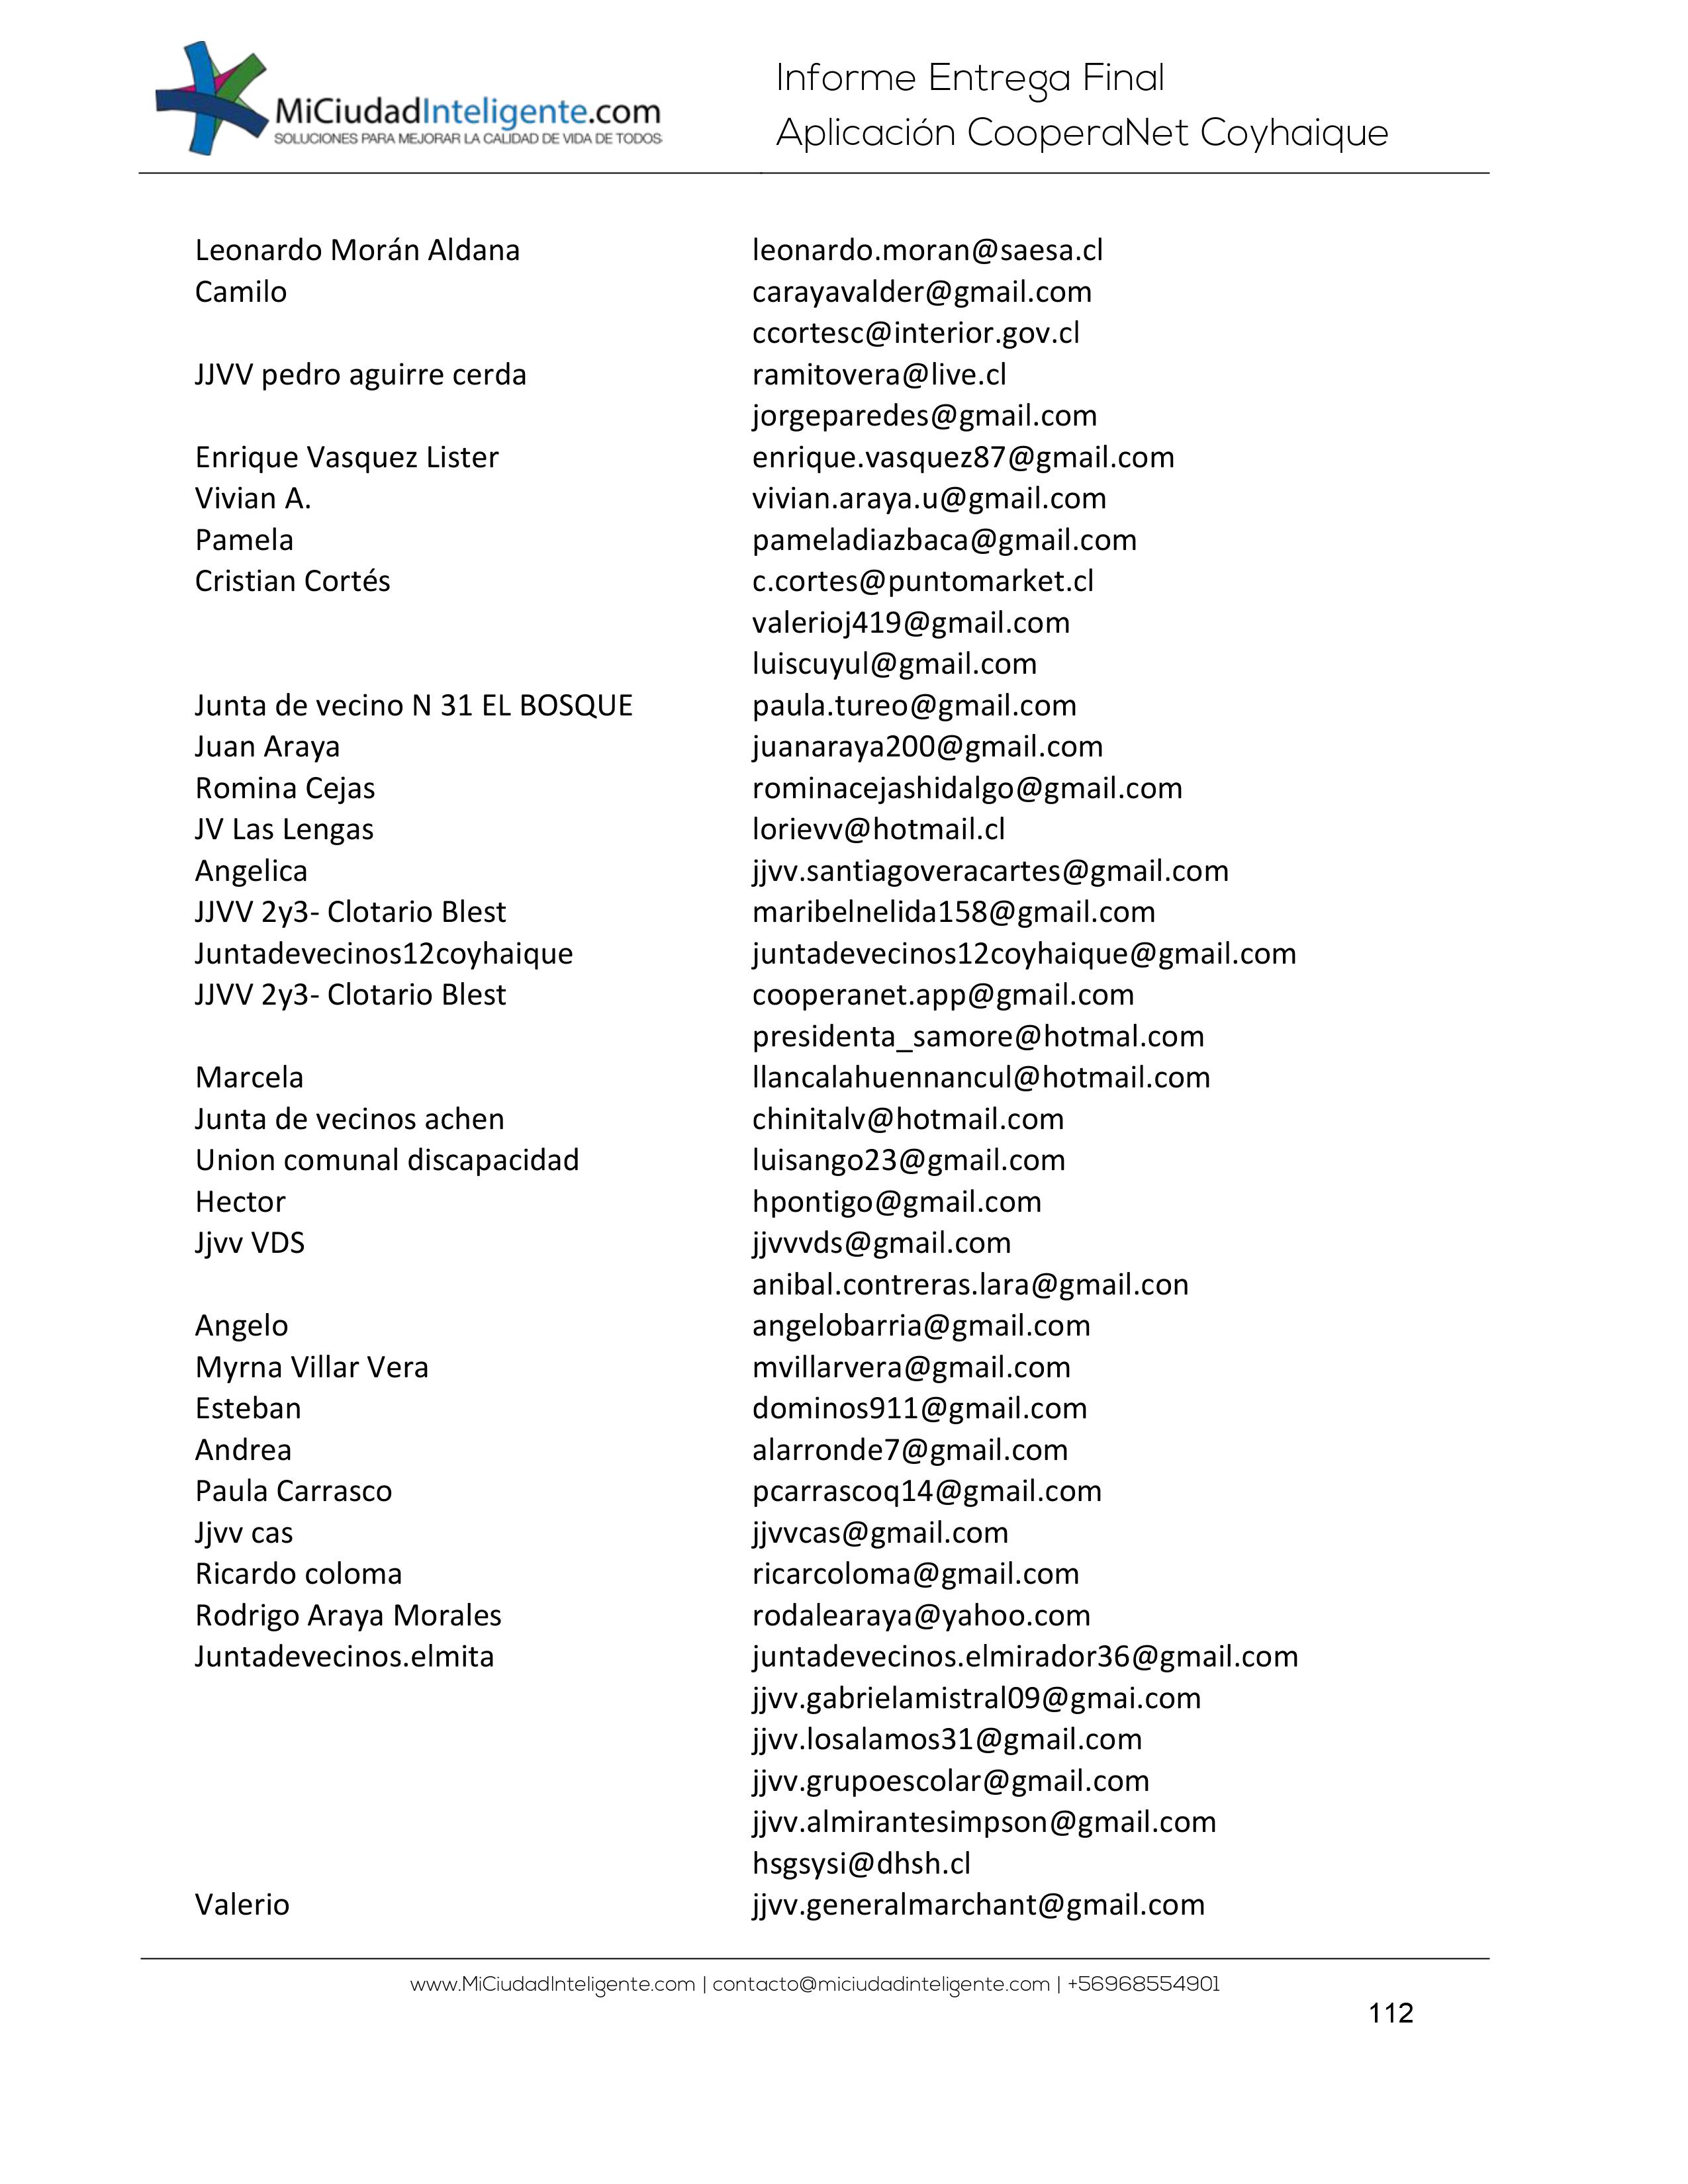 MiCiudadInteligente.com
SOLUCIONES PARA MEJORAR LA CALIDAD DE VIDA DE TODOS
Informe Entrega Final
Aplicación CooperaNet Coyhaique
Leonardo Morán Aldana leonardo.moran@saesa.cl
Camilo carayavalder@gmail.com
ccortesc@interior.gov.cl
JJVV pedro aguirre cerda ramitovera@live.cl
jorgeparedes@gmail.com
Enrique Vasquez Lister enrique.vasquez87@gmail.com
Vivian A. vivian.araya.u@gmail.com
Pamela pameladiazbaca@gmail.com
Cristian Cortés c.cortes@puntomarket.cl
valerioj419@gmail.com
luiscuyul@gmail.com
Junta de vecino N 31 EL BOSQUE paula.tureo@gmail.com
Juan Araya juanaraya200@gmail.com
Romina Cejas rominacejashidalgo@gmail.com
JV Las Lengas lorievv@hotmail.cl
Angelica jjvv.santiagoveracartes@gmail.com
JJVV 2y3- Clotario Blest maribelnelida158@gmail.com
Juntadevecinos12coyhaique juntadevecinos12coyhaique@gmail.com
JJVV 2y3- Clotario Blest cooperanet.app@gmail.com
presidenta_samore@hotmal.com
Marcela llancalahuennancul@hotmail.com
Junta de vecinos achen chinitalv@hotmail.com
Union comunal discapacidad luisango23@gmail.com
Hector hpontigo@gmail.com
Jjvv VDS jjvvvds@gmail.com
anibal.contreras.lara@gmail.con
Angelo angelobarria@gmail.com
Myrna Villar Vera mvillarvera@gmail.com
Esteban dominos911@gmail.com
Andrea alarronde7@gmail.com
Paula Carrasco pcarrascoq14@gmail.com
Jjvv cas jjvvcas@gmail.com
Ricardo coloma ricarcoloma@gmail.com
Rodrigo Araya Morales rodalearaya@yahoo.com
Juntadevecinos.elmita juntadevecinos.elmirador36@gmail.com
jjvv.gabrielamistral09@gmai.com
jjvv.losalamos31@gmail.com
jjvv.grupoescolar@gmail.com
jjvv.almirantesimpson@gmail.com
hsgsysi@dhsh.cl
Valerio jjvv.generalmarchant@gmail.com
www.MiCiudadInteligente.com | contacto@miciudadinteligente.com | +56968554901
112